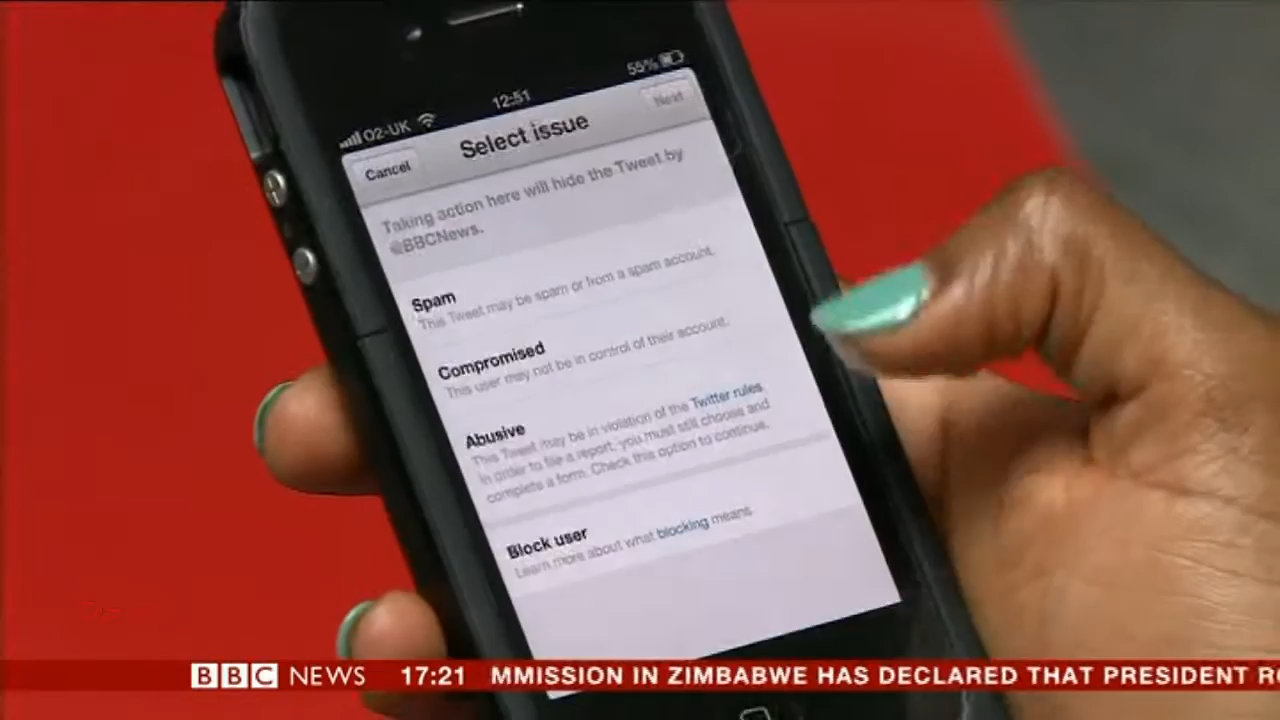 55%
12:51
O2-UK
Next
Select issue
Cancel
Taking action here will hide the Tweet by
@BBCNews.
Spam
This Tweet may be spam or from a spam account.
Compromised
This user may not be in control of their account.
Abusive
This Tweet may be in violation of the Twitter rules
In order to file a report, you must still choose and
complete a form. Check this option to continue.
Block user
Learn more about what blocking means
BBC NEWS 17:21 MMISSION IN ZIMBABWE HAS DECLARED THAT PRESIDENT RO